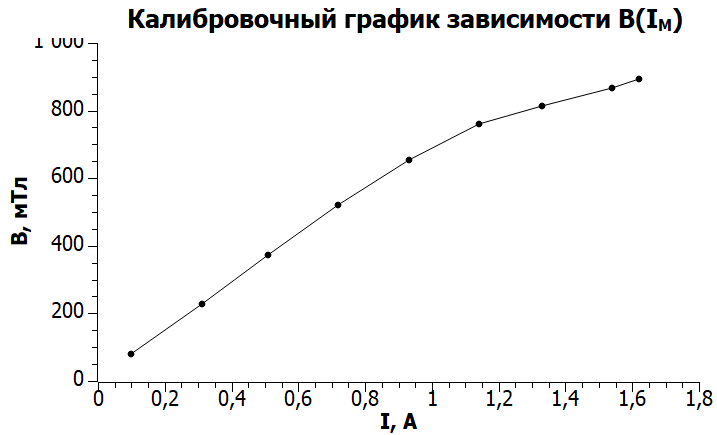 Калибровочный график зависимости B(Iм)
1 000
800
600
400
200
0
B, мТл
0 0,2 0,4 0,6 0,8 1 1,2 1,4 1,6 1,8
I, А